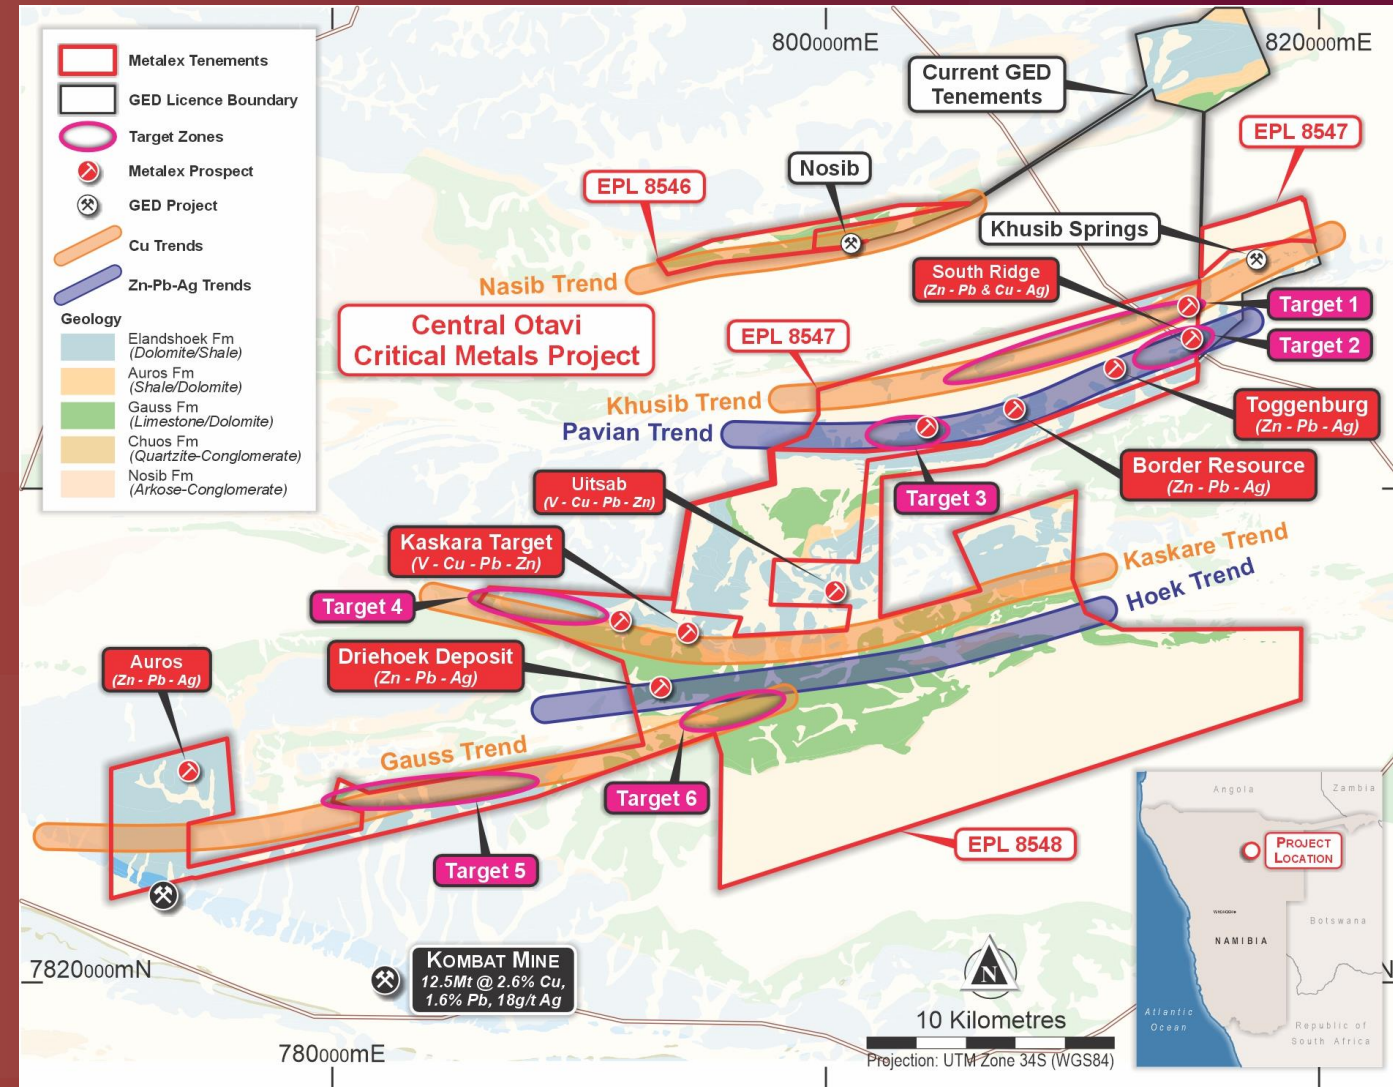 Metalex Tenements
GED Licence Boundary
Target Zones
Metalex Prospect
GED Project
Cu Trends
Zn-Pb-Ag Trends
Geology
Elandshoek Fm
(Dolomite/Shale)
Auros Fm
(Shale/Dolomite)
Gauss Fm
(Limestone/Dolomite)
Chuos Fm
(Quartzite-Conglomerate)
Nosib Fm
(Arkose-Conglomerate)
800000mE
820000mE
Current GED
Tenements
EPL 8547
Nosib
EPL 8546
Khusib Springs
Nasib Trend
South Ridge
(Zn - Pb & Cu - Ag)
Target 1
Central Otavi
Critical Metals Project
EPL 8547
Target 2
Khusib Trend
Pavian Trend
Toggenburg
(Zn - Pb - Ag)
Border Resource
(Zn - Pb - Ag)
Uitsab
(V - Cu - Pb - Zn)
Target 3
Kaskara Target
(V - Cu - Pb - Zn)
Kaskare Trend
Hoek Trend
Target 4
Driehoek Deposit
(Zn - Pb - Ag)
Auros
(Zn - Pb - Ag)
Gauss Trend
Target 6
Target 5
EPL 8548
Angola
Zambia
PROJECT
LOCATION
Botswana
NAMIBIA
Atlantic
Ocean
Republic of
South Africa
7820000mN
N
KOMBAT MINE
12.5Mt @ 2.6% Cu,
1.6% Pb, 18g/t Ag
N
10 Kilometres
Projection: UTM Zone 34S (WGS84)
780000mE